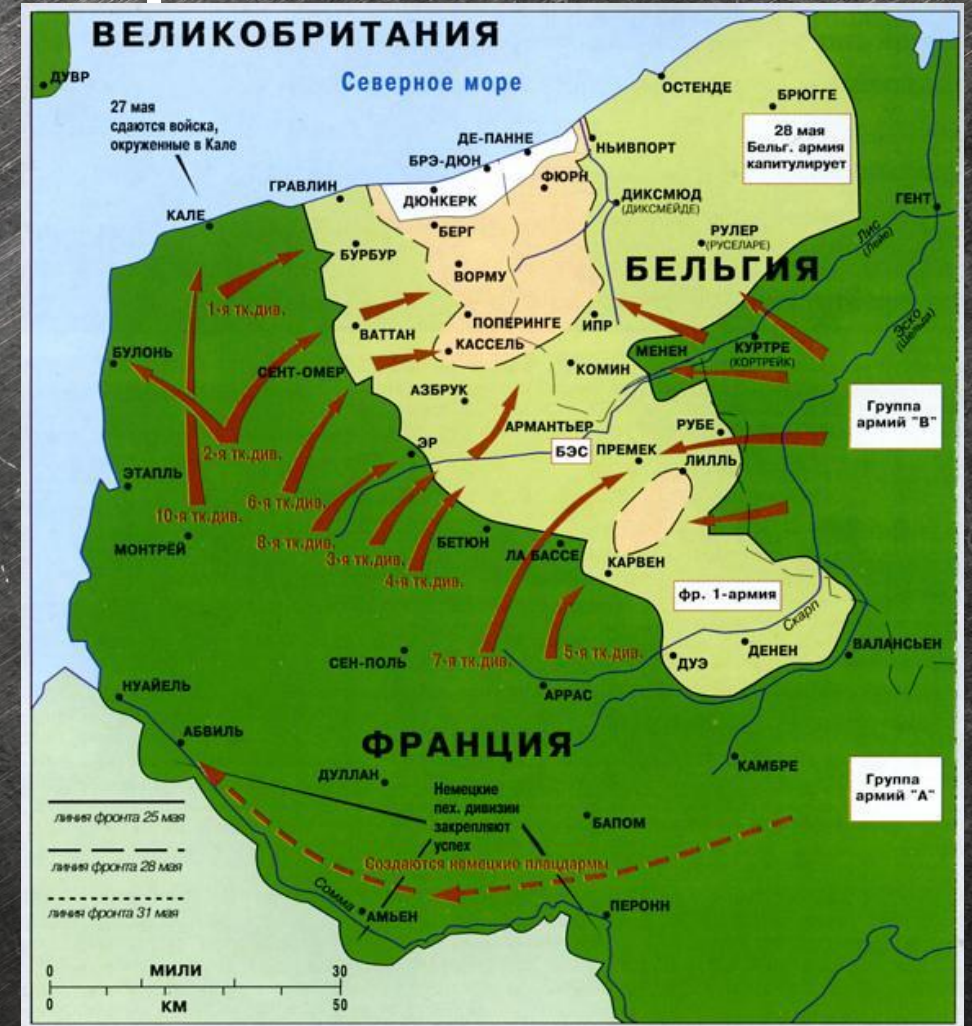 ВЕЛИКОБРИТАНИЯ
ДУВР
Северное море
27 мая
сдаются войска,
окруженные в Кале
ОСТЕНДЕ
БРЮГГЕ
28 мая
Бельг. армия
капитулирует
ДЕ-ПАННЕ
БРЭ-ДЮН
НЬИВПОРТ
ФЮРН
ГРАВЛИН
ДЮНКЕРК
ДИКСМЮД
(ДИКСМЕЙДЕ)
ГЕНТ
КАЛЕ
БЕРГ
РУЛЕР
(РУСЕЛАРЕ)
Лис
(Лейе)
БУРБУР
БЕЛЬГИЯ
ВОРМУ
1-я тк.див.
ПОПЕРИНГЕ
ИПР
Эско
(Шельда)
ВАТТАН
КАССЕЛЬ
МЕНЕН
КУРТРЕ
(КОРТРЕЙК)
БУЛОНЬ
СЕНТ-ОМЕР
КОМИН
АЗБРУК
Группа
армий "В"
АРМАНТЬЕР
РУБЕ
ЭР
БЭС
ПРЕМЕК
2-я тк.див.
ЛИЛЛЬ
ЭТАПЛЬ
6-я тк.див.
10-я тк.див.
8-я тк.див.
МОНТРЁЙ
БЕТЮН
3-я тк.див.
ЛА БАССЕ
КАРВЕН
4-я тк.див.
фр. 1-армия
Скарп
СЕН-ПОЛЬ
7-я тк.див.
5-я тк.див.
ДУЭ
ДЕНЕН
ВАЛАНСЬЕН
НУАЙЕЛЬ
АРРАС
АБВИЛЬ
ФРАНЦИЯ
КАМБРЕ
ДУЛЛАН
Немецкие
пех. дивизии
закрепляют
успех
Группа
армий "А"
БАПОМ
линия фронта 25 мая
Создаются немецкие плацдармы
линия фронта 28 мая
Сомма
АМЬЕН
ПЕРОНН
линия фронта 31 мая
0 МИЛИ 30
0 КМ 50